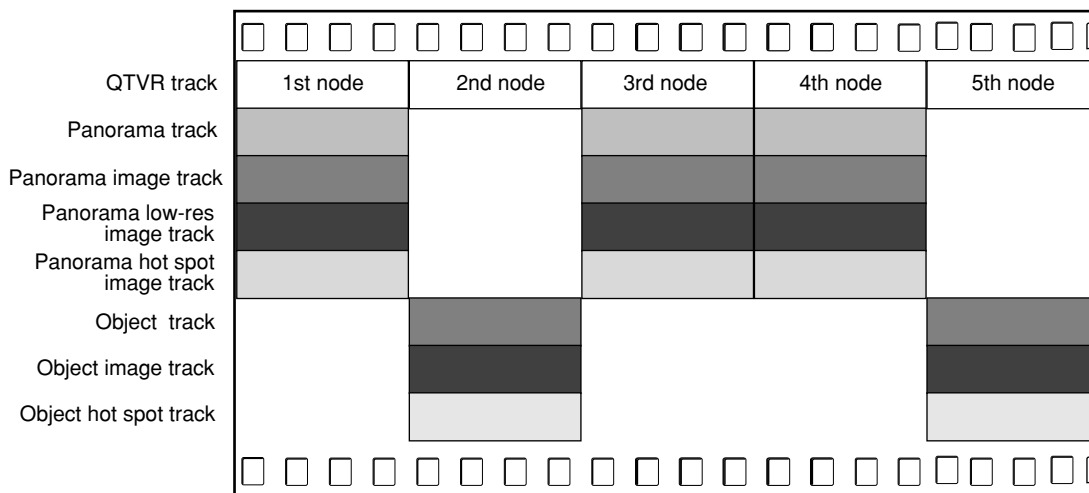 QTVR track 1st node 2nd node 3rd node 4th node 5th node
Panorama track
Panorama image track
Panorama low-res
image track
Panorama hot spot
image track
Object track
Object image track
Object hot spot track